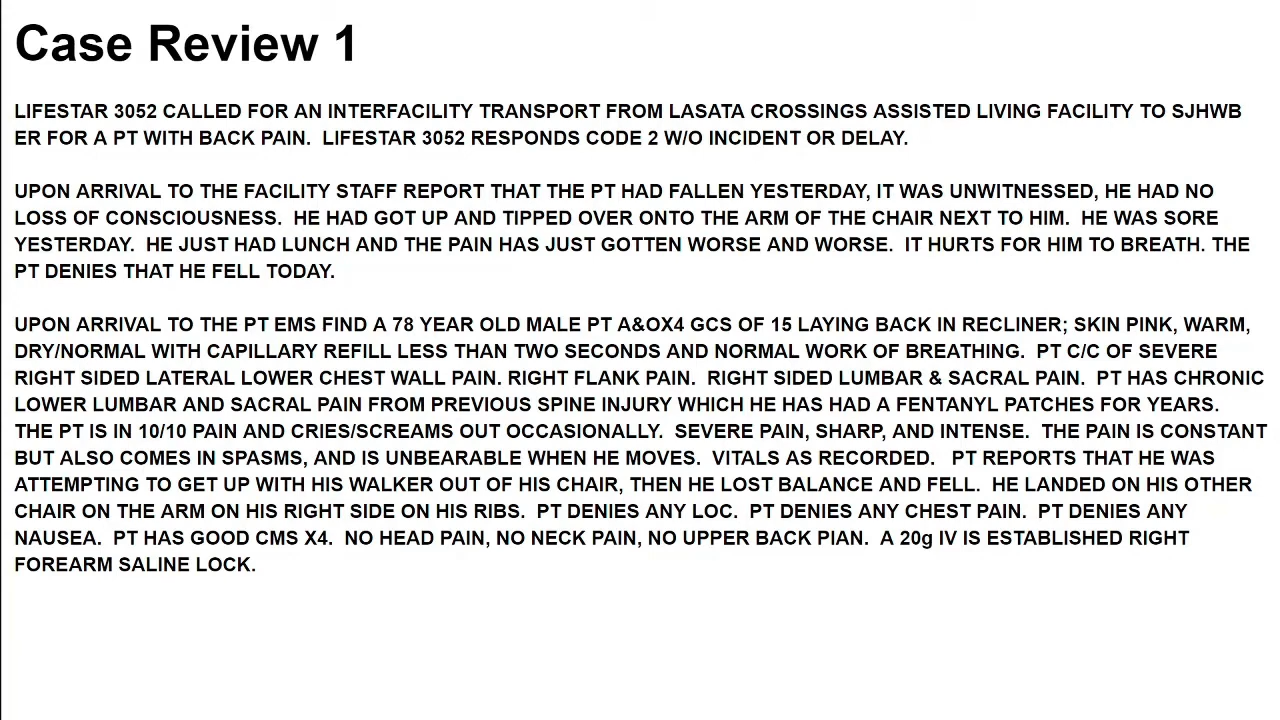 Case Review 1
LIFESTAR 3052 CALLED FOR AN INTERFACILITY TRANSPORT FROM LASATA CROSSINGS ASSISTED LIVING FACILITY TO SJHWB
ER FOR A PT WITH BACK PAIN.  LIFESTAR 3052 RESPONDS CODE 2 W/O INCIDENT OR DELAY.
UPON ARRIVAL TO THE FACILITY STAFF REPORT THAT THE PT HAD FALLEN YESTERDAY, IT WAS UNWITNESSED, HE HAD NO
LOSS OF CONSCIOUSNESS.  HE HAD GOT UP AND TIPPED OVER ONTO THE ARM OF THE CHAIR NEXT TO HIM.  HE WAS SORE
YESTERDAY.  HE JUST HAD LUNCH AND THE PAIN HAS JUST GOTTEN WORSE AND WORSE.  IT HURTS FOR HIM TO BREATH. THE
PT DENIES THAT HE FELL TODAY.
UPON ARRIVAL TO THE PT EMS FIND A 78 YEAR OLD MALE PT A&OX4 GCS OF 15 LAYING BACK IN RECLINER; SKIN PINK, WARM,
DRY/NORMAL WITH CAPILLARY REFILL LESS THAN TWO SECONDS AND NORMAL WORK OF BREATHING.  PT C/C OF SEVERE
RIGHT SIDED LATERAL LOWER CHEST WALL PAIN. RIGHT FLANK PAIN.  RIGHT SIDED LUMBAR & SACRAL PAIN.  PT HAS CHRONIC
LOWER LUMBAR AND SACRAL PAIN FROM PREVIOUS SPINE INJURY WHICH HE HAS HAD A FENTANYL PATCHES FOR YEARS.
THE PT IS IN 10/10 PAIN AND CRIES/SCREAMS OUT OCCASIONALLY.  SEVERE PAIN, SHARP, AND INTENSE.  THE PAIN IS CONSTANT
BUT ALSO COMES IN SPASMS, AND IS UNBEARABLE WHEN HE MOVES.  VITALS AS RECORDED.   PT REPORTS THAT HE WAS
ATTEMPTING TO GET UP WITH HIS WALKER OUT OF HIS CHAIR, THEN HE LOST BALANCE AND FELL.  HE LANDED ON HIS OTHER
CHAIR ON THE ARM ON HIS RIGHT SIDE ON HIS RIBS.  PT DENIES ANY LOC.  PT DENIES ANY CHEST PAIN.  PT DENIES ANY
NAUSEA.  PT HAS GOOD CMS X4.  NO HEAD PAIN, NO NECK PAIN, NO UPPER BACK PIAN.  A 20g IV IS ESTABLISHED RIGHT
FOREARM SALINE LOCK.